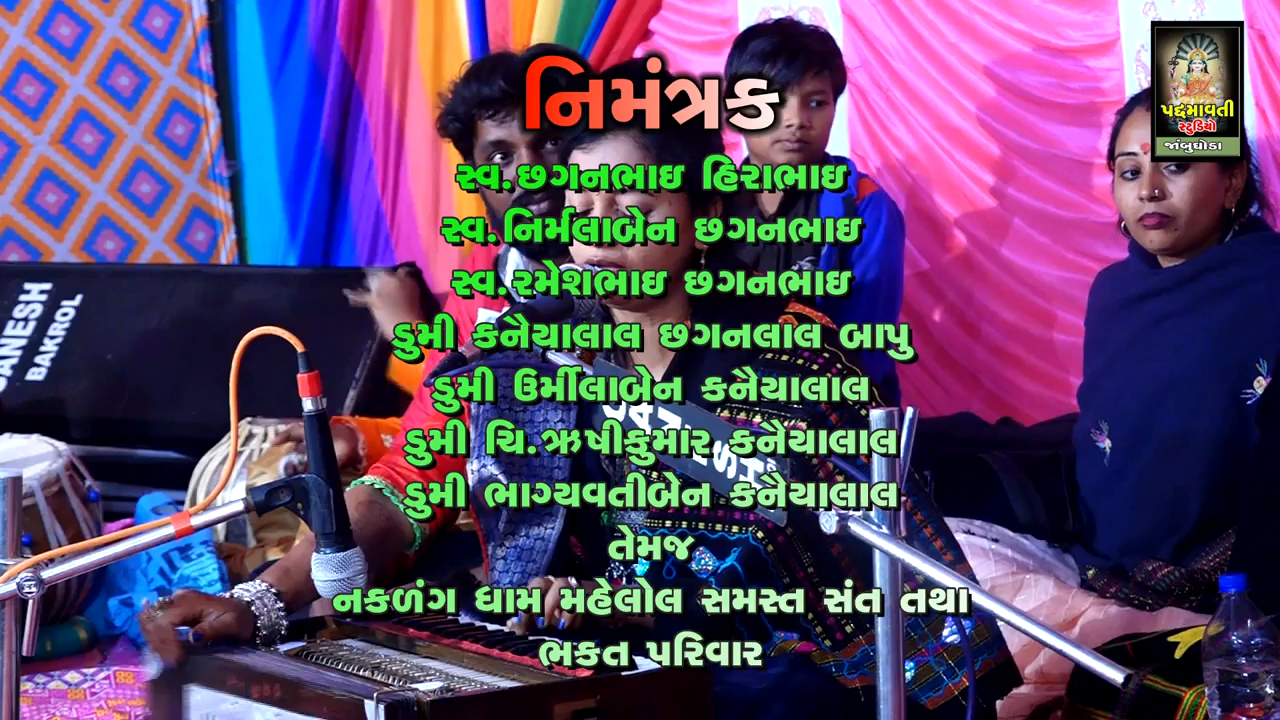 નિમંત્રક
પદમાવતી
સ્ટુડિયો
જાંબુઘોડા
સ્વ.છગનભાઇ હિરાભાઇ
સ્વ.નિર્મલાબેન છગનભાઇ
સ્વ.રમેશભાઇ છગનભાઇ
ડુમી કનૈયાલાલ છગનલાલ બાપુ
ડુમી ઉર્મીલાબેન કનૈયાલાલ
ડુમી ચિ.ઋષીકુમાર કનૈયાલાલ
ડુમી ભાગ્યવતીબેન કનૈયાલાલ
તેમજ
નકળંગ ધામ મહેલોલ સમસ્ત સંત તથા
ભકત પરિવાર
BAKROL